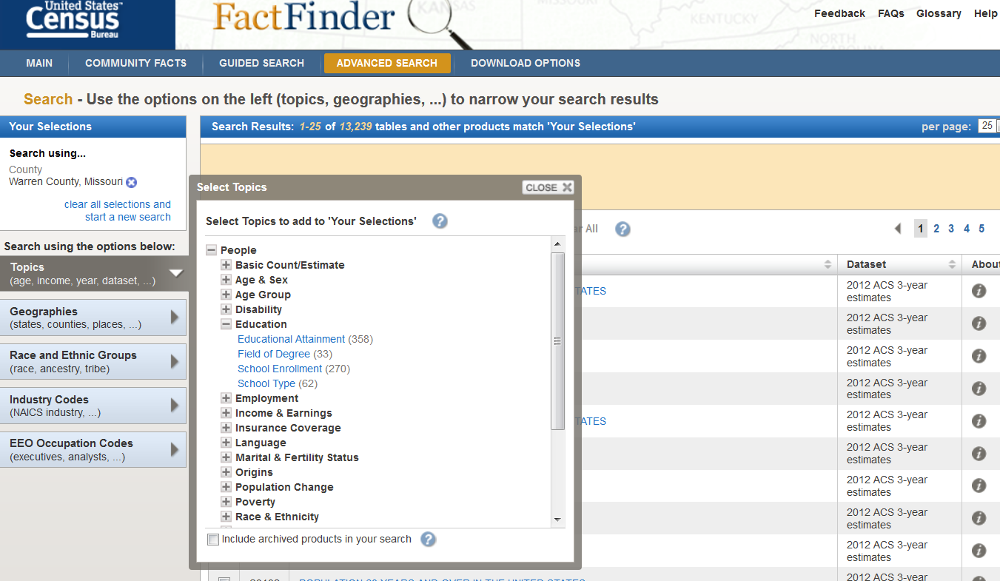 United States™
Census
Bureau
FactFinder
KANSAS
MISSOURI
KENTUCKY
NORTH
CAROLINA
Feedback FAQs Glossary Help
MAIN COMMUNITY FACTS GUIDED SEARCH ADVANCED SEARCH DOWNLOAD OPTIONS
Search - Use the options on the left (topics, geographies, ...) to narrow your search results
Your Selections
Search using...
County
Warren County, Missouri
clear all selections and
start a new search
Search using the options below:
Topics
(age, income, year, dataset, ...)
Geographies
(states, counties, places, ...)
Race and Ethnic Groups
(race, ancestry, tribe)
Industry Codes
(NAICS industry, ...)
EEO Occupation Codes
(executives, analysts, ...)
Search Results: 1-25 of 13,239 tables and other products match 'Your Selections'
per page: 25
Select Topics
CLOSE
Select Topics to add to 'Your Selections'
People
Basic Count/Estimate
Age & Sex
Age Group
Disability
Education
Educational Attainment (358)
Field of Degree (33)
School Enrollment (270)
School Type (62)
Employment
Income & Earnings
Insurance Coverage
Language
Marital & Fertility Status
Origins
Population Change
Poverty
Race & Ethnicity
Include archived products in your search
ar All
1 2 3 4 5
Dataset About
TATES
2012 ACS 3-year
estimates
2012 ACS 3-year
estimates
2012 ACS 3-year
estimates
2012 ACS 3-year
estimates
TATES
2012 ACS 3-year
estimates
2012 ACS 3-year
estimates
2012 ACS 3-year
estimates
2012 ACS 3-year
estimates
2012 ACS 3-year
estimates
2012 ACS 3-year